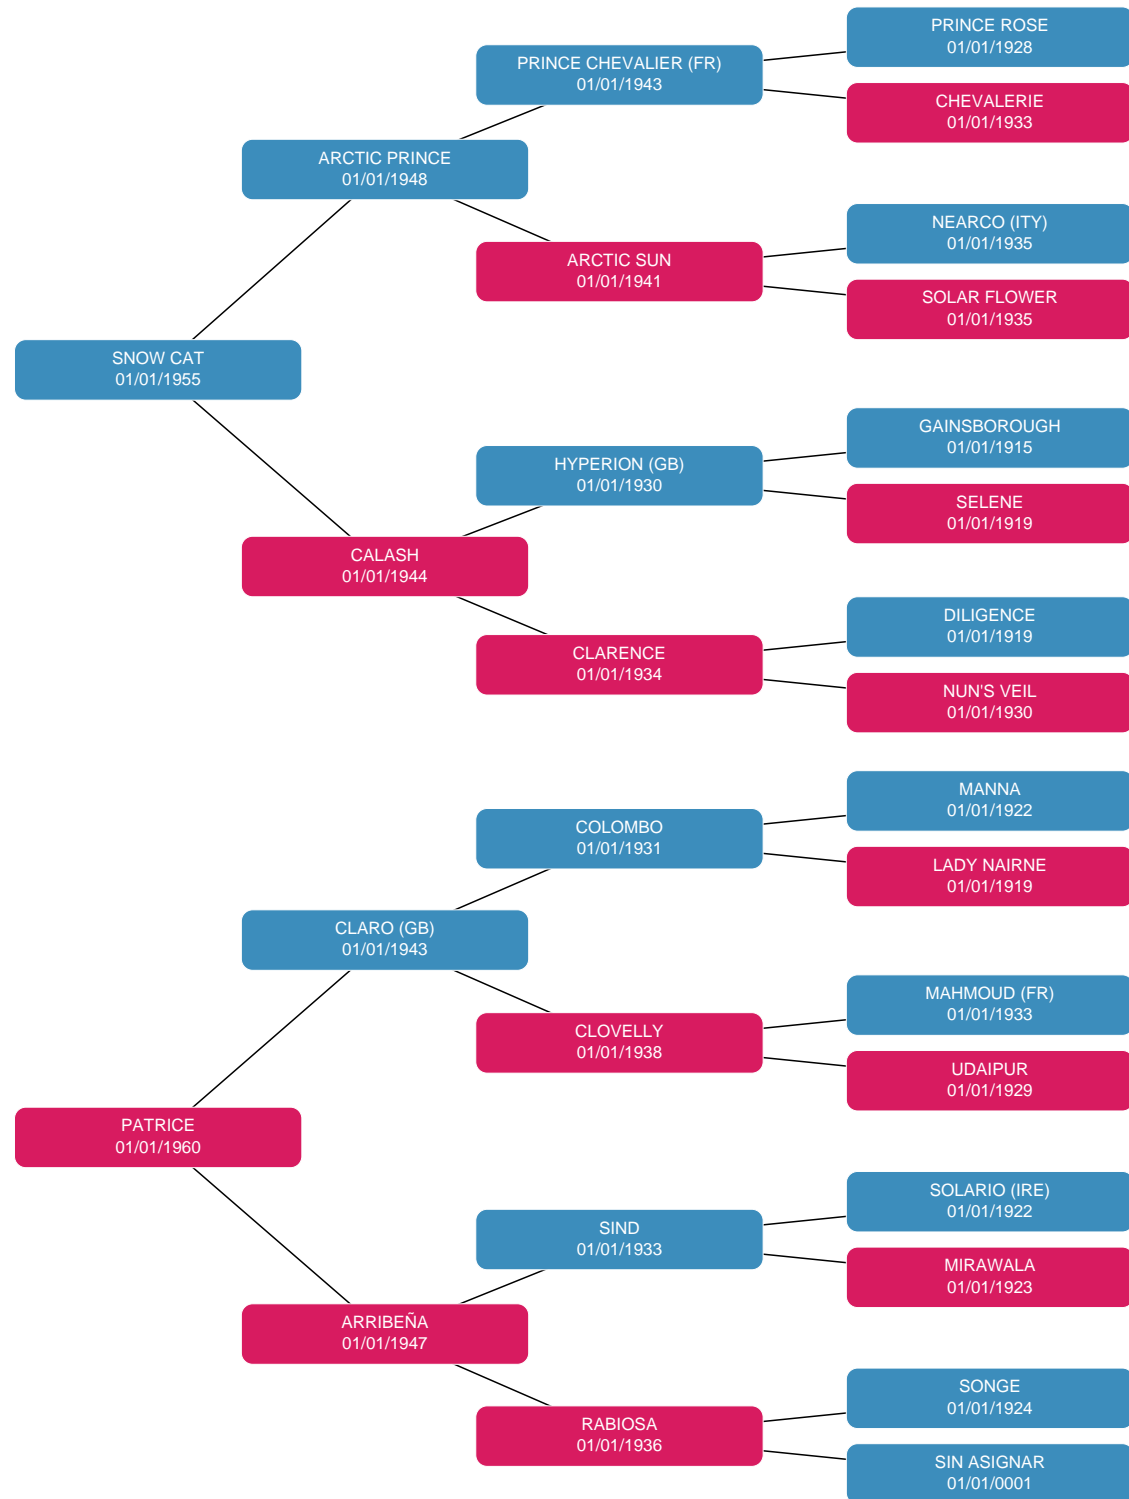 PRINCE ROSE
01/01/1928
PRINCE CHEVALIER (FR)
01/01/1943
CHEVALERIE
01/01/1933
ARCTIC PRINCE
01/01/1948
NEARCO (ITY)
01/01/1935
ARCTIC SUN
01/01/1941
SOLAR FLOWER
01/01/1935
SNOW CAT
01/01/1955
GAINSBOROUGH
01/01/1915
HYPERION (GB)
01/01/1930
SELENE
01/01/1919
CALASH
01/01/1944
DILIGENCE
01/01/1919
CLARENCE
01/01/1934
NUN'S VEIL
01/01/1930
MANNA
01/01/1922
COLOMBO
01/01/1931
LADY NAIRNE
01/01/1919
CLARO (GB)
01/01/1943
MAHMOUD (FR)
01/01/1933
CLOVELLY
01/01/1938
UDAIPUR
01/01/1929
PATRICE
01/01/1960
SOLARIO (IRE)
01/01/1922
SIND
01/01/1933
MIRAWALA
01/01/1923
ARRIBEÑA
01/01/1947
SONGE
01/01/1924
RABIOSA
01/01/1936
SIN ASIGNAR
01/01/0001